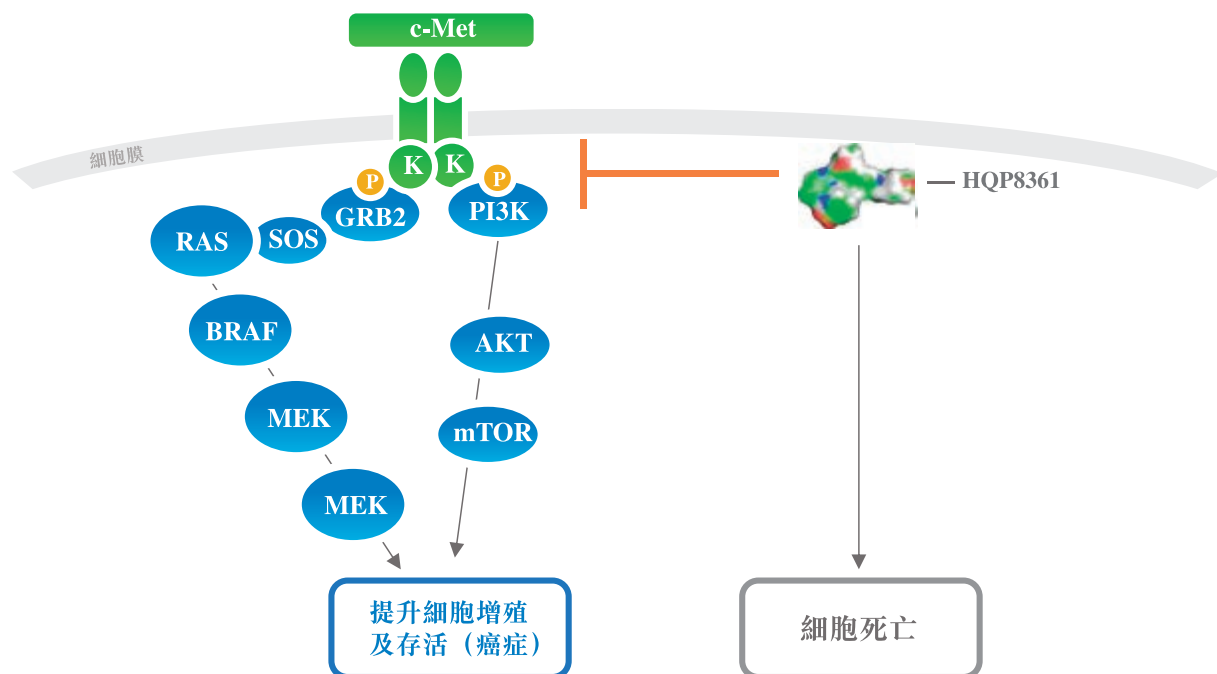 c-Met
細胞膜
K
K
P
P
HQP8361
GRB2
PI3K
RAS
SOS
BRAF
AKT
MEK
mTOR
MEK
提升細胞增殖
及存活（癌症）
細胞死亡